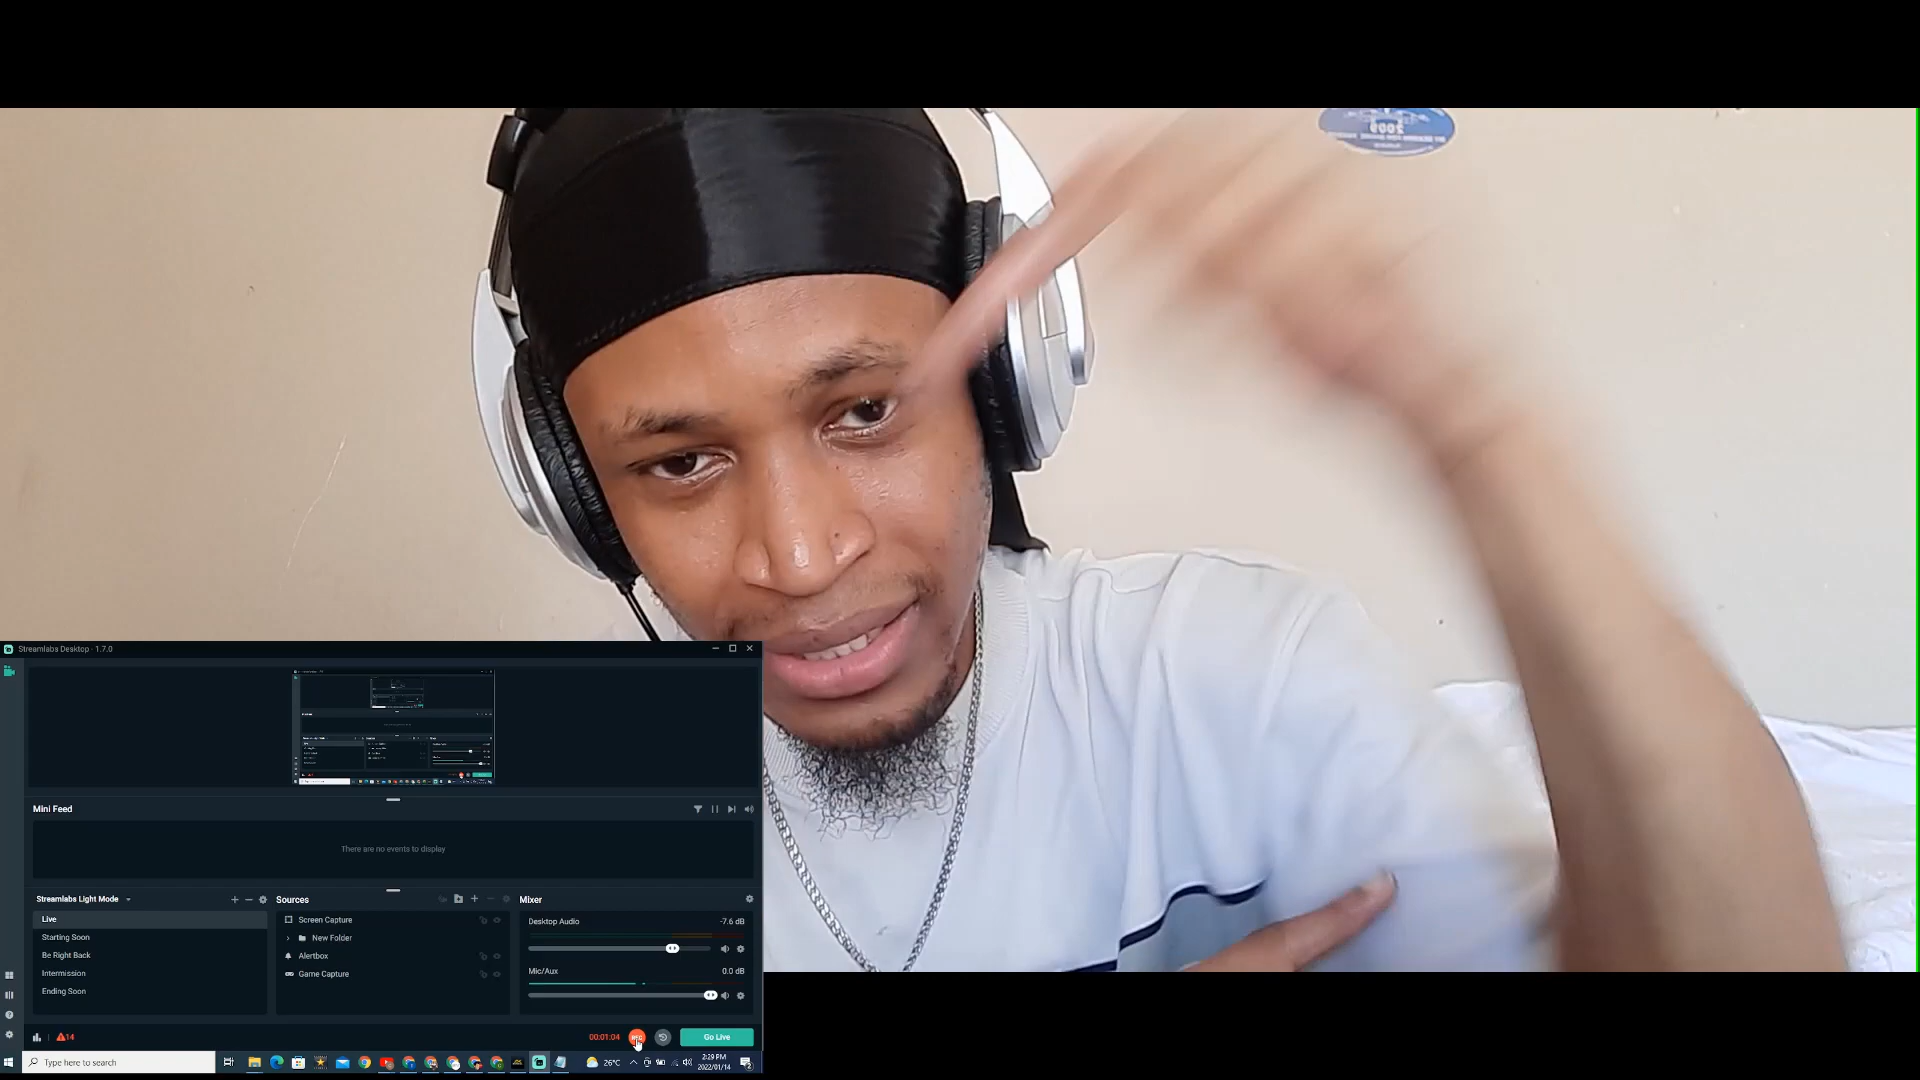 2009
Streamlabs Desktop - 1.7.0
Mini Feed
There are no events to display
Streamlabs Light Mode
Live
Starting Soon
Be Right Back
Intermission
Ending Soon
Sources
Screen Capture
New Folder
Alertbox
Game Capture
Mixer
Desktop Audio -7.6 dB
Mic/Aux 0.0 dB
14
00:01:04 REC
Go Live
Type here to search
26°C
2:29 PM
2022/01/14
2